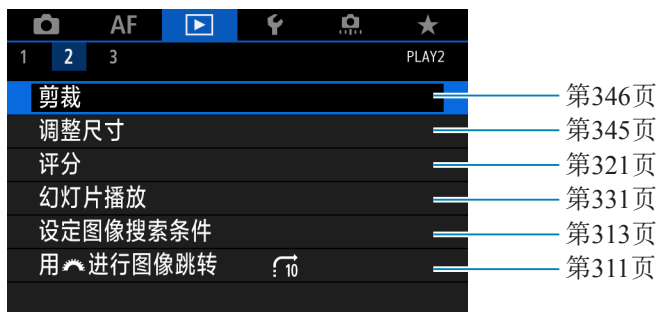 AF
1 2 3 PLAY2
剪裁 第346页
调整尺寸 第345页
评分 第321页
幻灯片播放 第331页
设定图像搜索条件 第313页
用进行图像跳转 10 第311页